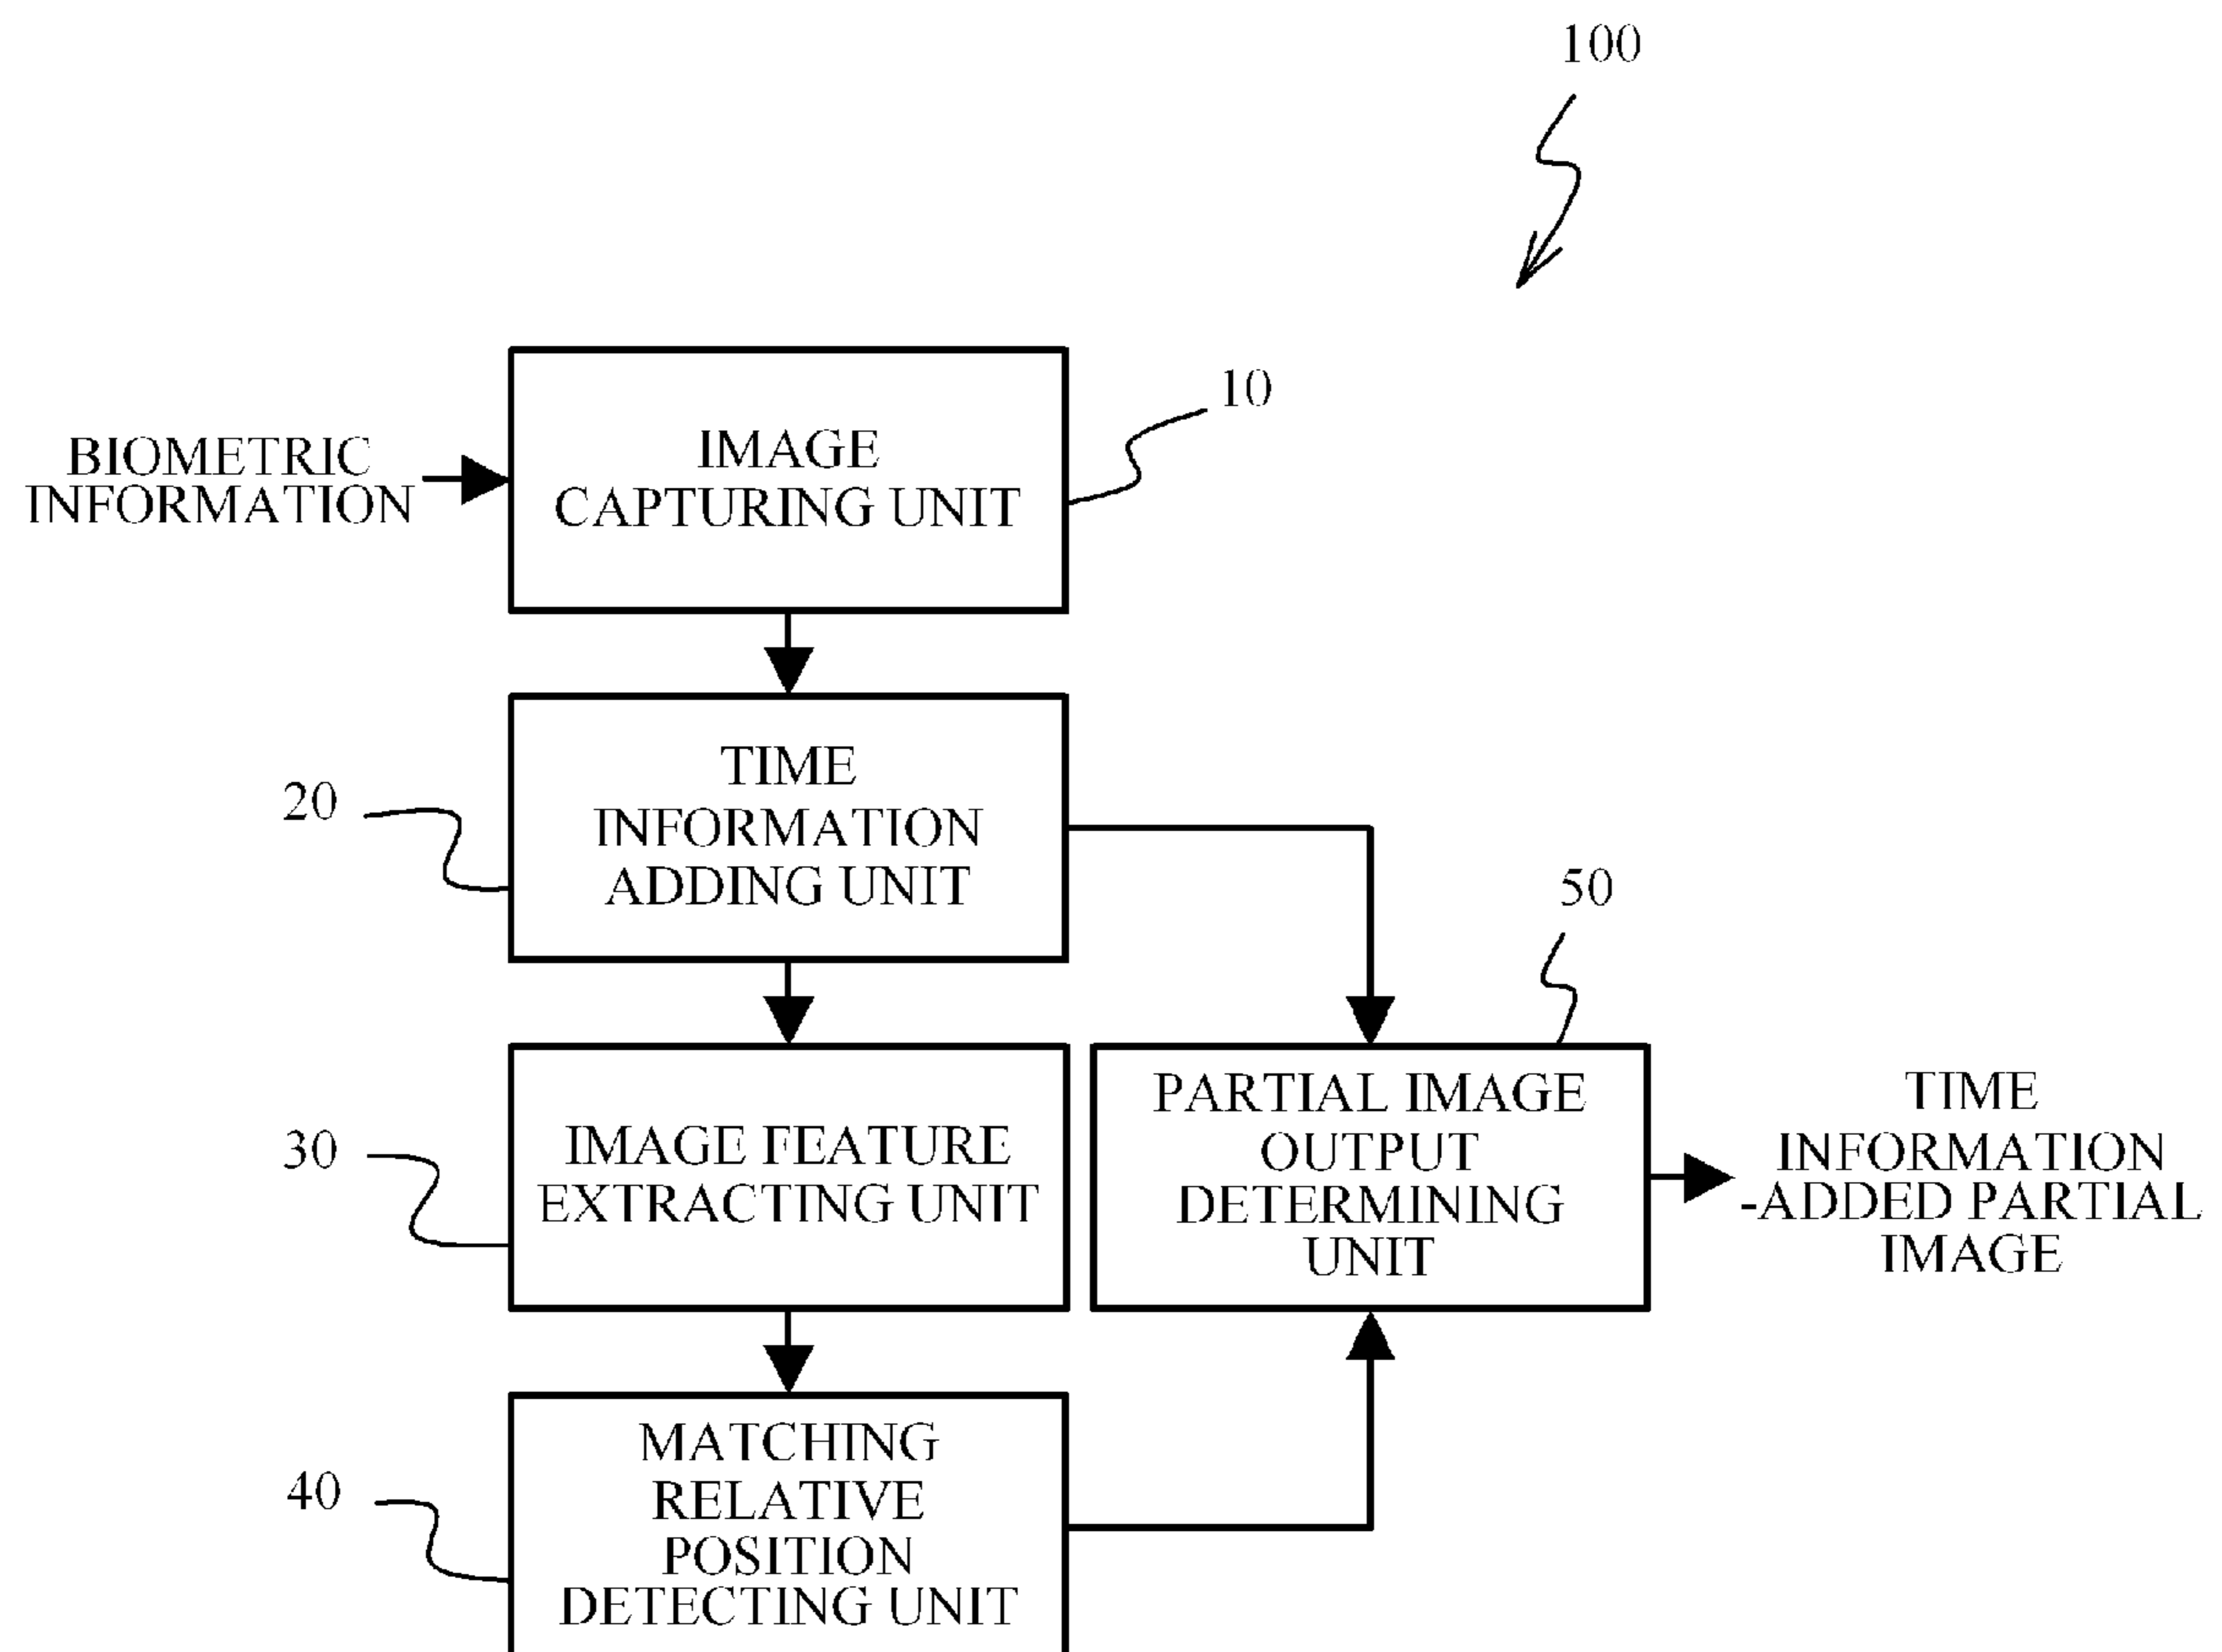 100
10
BIOMETRIC
INFORMATION
IMAGE
CAPTURING UNIT
20
TIME
INFORMATION
ADDING UNIT
50
30
IMAGE FEATURE
EXTRACTING UNIT
PARTIAL IMAGE
OUTPUT
DETERMINING
UNIT
TIME
INFORMATION
-ADDED PARTIAL
IMAGE
40
MATCHING
RELATIVE
POSITION
DETECTING UNIT